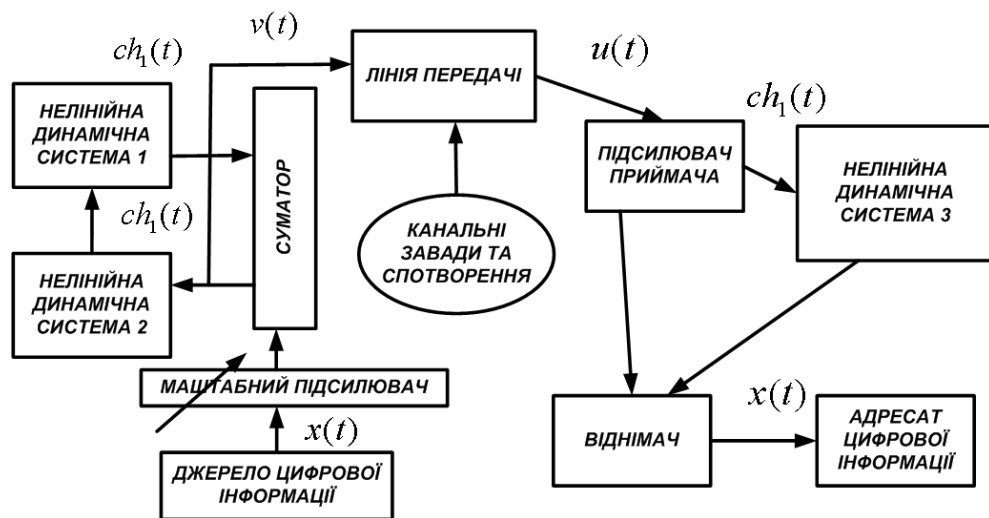 v(t)
ch₁(t)
ЛІНІЯ ПЕРЕДАЧІ
u(t)
ch₁(t)
НЕЛІНІЙНА
ДИНАМІЧНА
СИСТЕМА 1
СУМАТОР
ПІДСИЛЮВАЧ
ПРИЙМАЧА
НЕЛІНІЙНА
ДИНАМІЧНА
СИСТЕМА 3
ch₁(t)
КАНАЛЬНІ
ЗАВАДИ ТА
СПОТВОРЕННЯ
НЕЛІНІЙНА
ДИНАМІЧНА
СИСТЕМА 2
МАШТАБНИЙ ПІДСИЛЮВАЧ
x(t)
ДЖЕРЕЛО ЦИФРОВОЇ
ІНФОРМАЦІЇ
ВІДНІМАЧ
x(t)
АДРЕСАТ
ЦИФРОВОЇ
ІНФОРМАЦІЇ